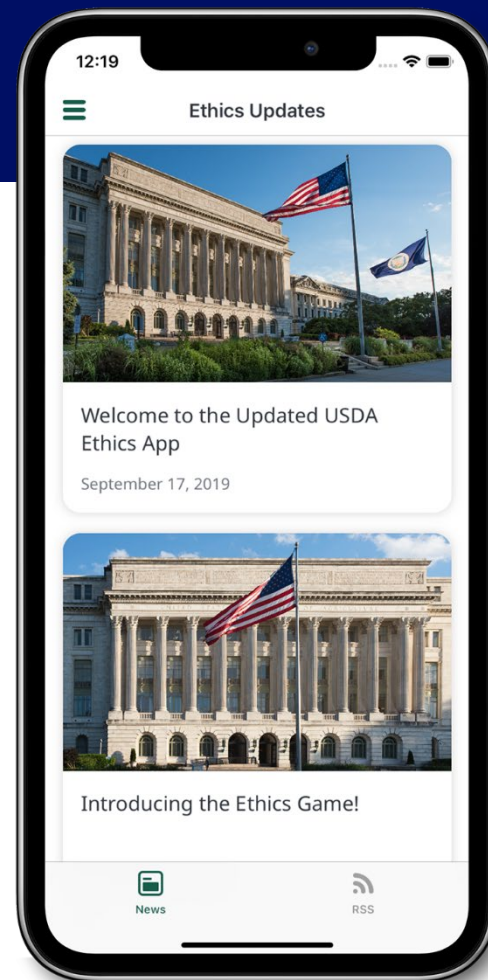 12:19
Ethics Updates
Welcome to the Updated USDA
Ethics App
September 17, 2019
Introducing the Ethics Game!
News
RSS